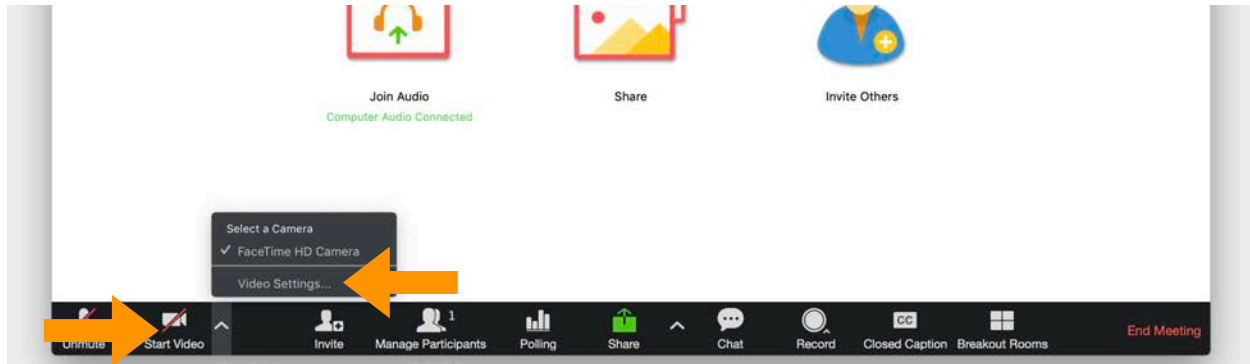 Join Audio
Share
Invite Others
Computer Audio Connected
Select a Camera
FaceTime HD Camera
Video Settings...
1
CC
Unmute
Start Video
Invite
Manage Participants
Polling
Share
Chat
Record
Closed Caption
Breakout Rooms
End Meeting